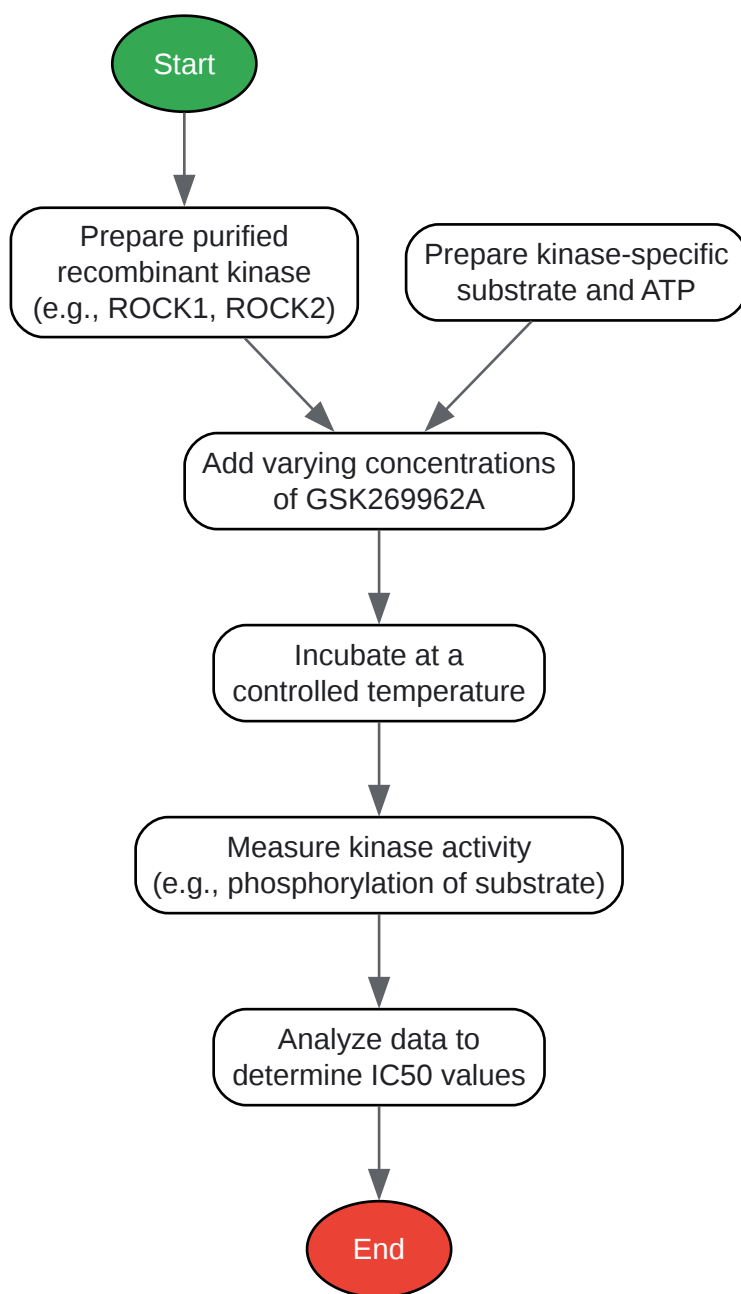 Start
Prepare purified
recombinant kinase
(e.g., ROCK1, ROCK2)
Prepare kinase-specific
substrate and ATP
Add varying concentrations
of GSK269962A
Incubate at a
controlled temperature
Measure kinase activity
(e.g., phosphorylation of substrate)
Analyze data to
determine IC50 values
End